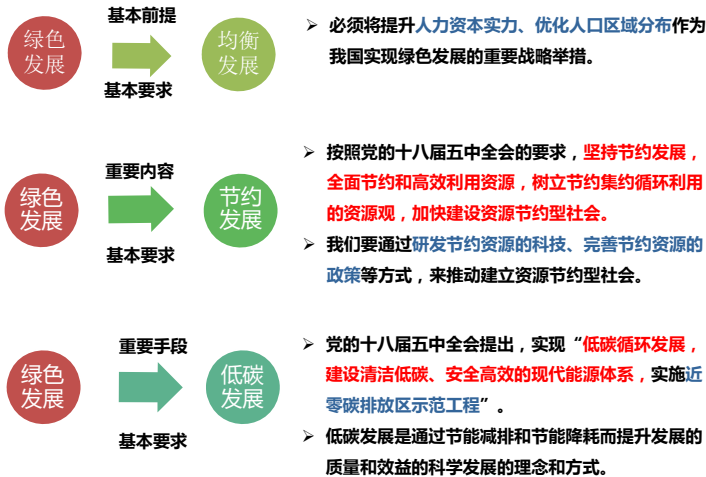 基本前提
绿色
发展
均衡
发展
基本要求
➢ 必须将提升人力资本实力、优化人口区域分布作为
我国实现绿色发展的重要战略举措。
重要内容
绿色
发展
节约
发展
基本要求
➢ 按照党的十八届五中全会的要求，坚持节约发展，
全面节约和高效利用资源，树立节约集约循环利用
的资源观，加快建设资源节约型社会。
➢ 我们要通过研发节约资源的科技、完善节约资源的
政策等方式，来推动建立资源节约型社会。
重要手段
绿色
发展
低碳
发展
基本要求
➢ 党的十八届五中全会提出，实现“低碳循环发展，
建设清洁低碳、安全高效的现代能源体系，实施近
零碳排放区示范工程”。
➢ 低碳发展是通过节能减排和节能降耗而提升发展的
质量和效益的科学发展的理念和方式。